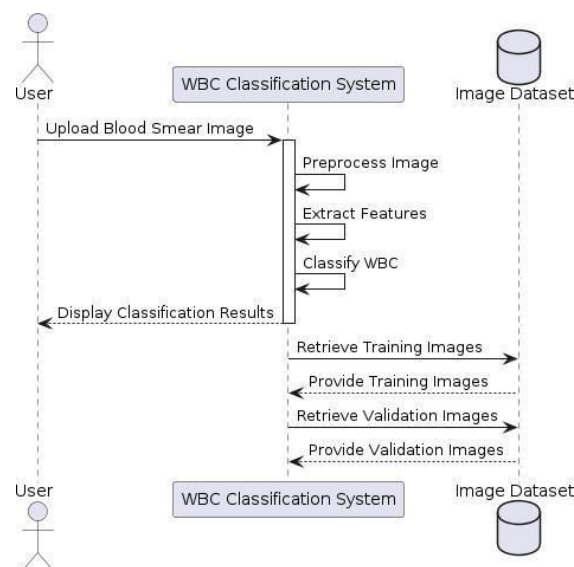 User
WBC Classification System
Image Dataset
Upload Blood Smear Image
Preprocess Image
Extract Features
Classify WBC
Display Classification Results
Retrieve Training Images
Provide Training Images
Retrieve Validation Images
Provide Validation Images
User
WBC Classification System
Image Dataset